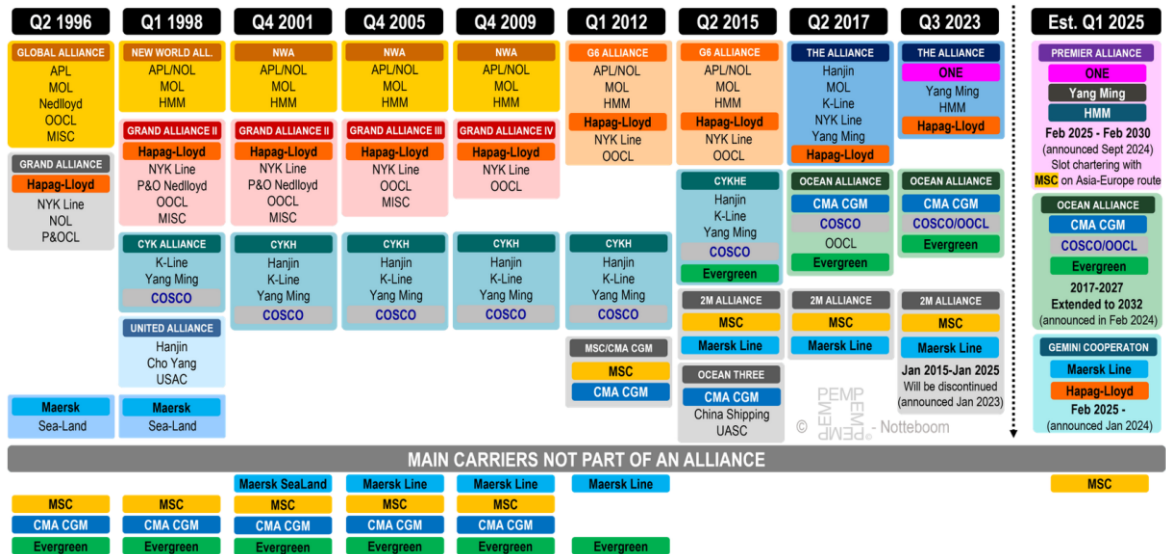 Q2 1996
GLOBAL ALLIANCE
APL
MOL
Nedlloyd
OOCL
MISC
GRAND ALLIANCE
Hapag-Lloyd
NYK Line
NOL
P&OCL
Maersk
Sea-Land
Q1 1998
NEW WORLD ALL.
APL/NOL
MOL
HMM
GRAND ALLIANCE II
Hapag-Lloyd
NYK Line
P&O Nedlloyd
OOCL
MISC
CYK ALLIANCE
K-Line
Yang Ming
COSCO
UNITED ALLIANCE
Hanjin
Cho Yang
USAC
Maersk
Sea-Land
Q4 2001
NWA
APL/NOL
MOL
HMM
GRAND ALLIANCE II
Hapag-Lloyd
NYK Line
P&O Nedlloyd
OOCL
MISC
CYKH
Hanjin
K-Line
Yang Ming
COSCO
Q4 2005
NWA
APL/NOL
MOL
HMM
GRAND ALLIANCE III
Hapag-Lloyd
NYK Line
OOCL
MISC
CYKH
Hanjin
K-Line
Yang Ming
COSCO
Q4 2009
NWA
APL/NOL
MOL
HMM
GRAND ALLIANCE IV
Hapag-Lloyd
NYK Line
OOCL
CYKH
Hanjin
K-Line
Yang Ming
COSCO
Q1 2012
G6 ALLIANCE
APL/NOL
MOL
HMM
Hapag-Lloyd
NYK Line
OOCL
CYKH
Hanjin
K-Line
Yang Ming
COSCO
MSC/CMA CGM
MSC
CMA CGM
Q2 2015
G6 ALLIANCE
APL/NOL
MOL
HMM
Hapag-Lloyd
NYK Line
OOCL
CYKHE
Hanjin
K-Line
Yang Ming
COSCO
Evergreen
2M ALLIANCE
MSC
Maersk Line
OCEAN THREE
CMA CGM
China Shipping
UASC
Q2 2017
THE ALLIANCE
Hanjin
MOL
K-Line
NYK Line
Yang Ming
Hapag-Lloyd
OCEAN ALLIANCE
CMA CGM
COSCO
OOCL
Evergreen
2M ALLIANCE
MSC
Maersk Line
Q3 2023
THE ALLIANCE
ONE
Yang Ming
HMM
Hapag-Lloyd
OCEAN ALLIANCE
CMA CGM
COSCO/OOCL
Evergreen
2M ALLIANCE
MSC
Maersk Line
Jan 2015-Jan 2025
Will be discontinued
(announced Jan 2023)
© PEMP PEMP PEMP PEMP © - Notteboom
Est. Q1 2025
PREMIER ALLIANCE
ONE
Yang Ming
HMM
Feb 2025 - Feb 2030
(announced Sept 2024)
Slot chartering with
MSC on Asia-Europe route
OCEAN ALLIANCE
CMA CGM
COSCO/OOCL
Evergreen
2017-2027
Extended to 2032
(announced in Feb 2024)
GEMINI COOPERATON
Maersk Line
Hapag-Lloyd
Feb 2025 -
(announced Jan 2024)
MAIN CARRIERS NOT PART OF AN ALLIANCE
MSC
CMA CGM
Evergreen
MSC
CMA CGM
Evergreen
Maersk SeaLand
MSC
CMA CGM
Evergreen
Maersk Line
MSC
CMA CGM
Evergreen
Maersk Line
MSC
CMA CGM
Evergreen
Maersk Line
Evergreen
MSC